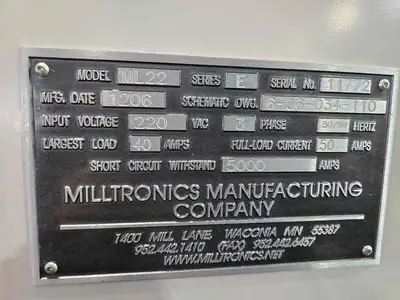 MODEL ML22 SERIES E SERIAL NO. 11772
MFG. DATE 1206 SCHEMATIC DWG. 6-06-034-110
INPUT VOLTAGE 220 VAC 3 PHASE 50/60 HERTZ
LARGEST LOAD 40 AMPS FULL-LOAD CURRENT 50 AMPS
SHORT CIRCUIT WITHSTAND 5000 AMPS
MILLTRONICS MANUFACTURING
COMPANY
1400 MILL LANE, WACONIA MN 55387
952.442.1410 (FAX) 952.442.6457
WWW.MILLTRONICS.NET